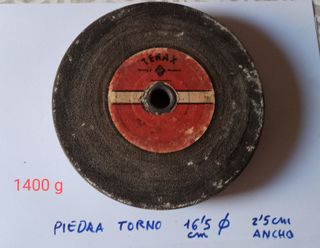 TENAX
1400 g
PIEDRA TORNO 16'5 φ 2'5 cm
cm ANCHO